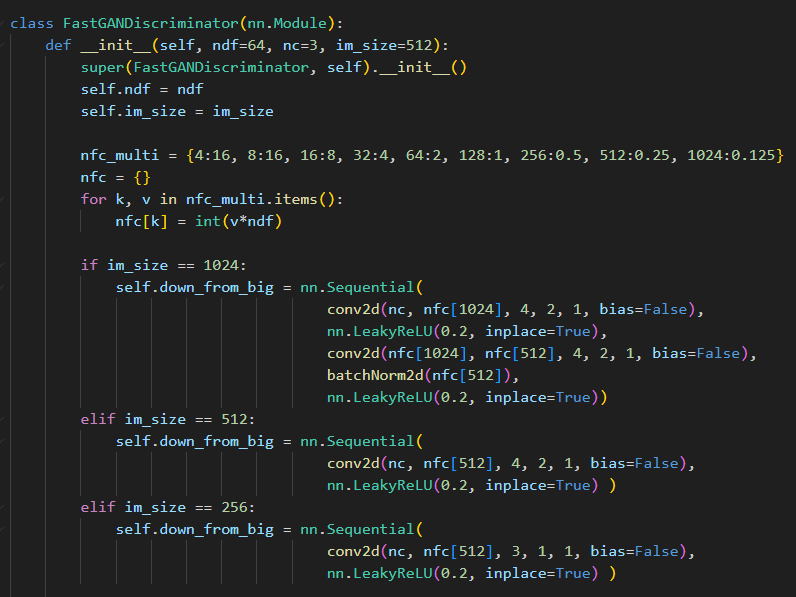 class FastGANDiscriminator(nn.Module):
    def __init__(self, ndf=64, nc=3, im_size=512):
        super(FastGANDiscriminator, self).__init__()
        self.ndf = ndf
        self.im_size = im_size

        nfc_multi = {4:16, 8:16, 16:8, 32:4, 64:2, 128:1, 256:0.5, 512:0.25, 1024:0.125}
        nfc = {}
        for k, v in nfc_multi.items():
            nfc[k] = int(v*ndf)

        if im_size == 1024:
            self.down_from_big = nn.Sequential(
                                    conv2d(nc, nfc[1024], 4, 2, 1, bias=False),
                                    nn.LeakyReLU(0.2, inplace=True),
                                    conv2d(nfc[1024], nfc[512], 4, 2, 1, bias=False),
                                    batchNorm2d(nfc[512]),
                                    nn.LeakyReLU(0.2, inplace=True))
        elif im_size == 512:
            self.down_from_big = nn.Sequential(
                                    conv2d(nc, nfc[512], 4, 2, 1, bias=False),
                                    nn.LeakyReLU(0.2, inplace=True) )
        elif im_size == 256:
            self.down_from_big = nn.Sequential(
                                    conv2d(nc, nfc[512], 3, 1, 1, bias=False),
                                    nn.LeakyReLU(0.2, inplace=True) )